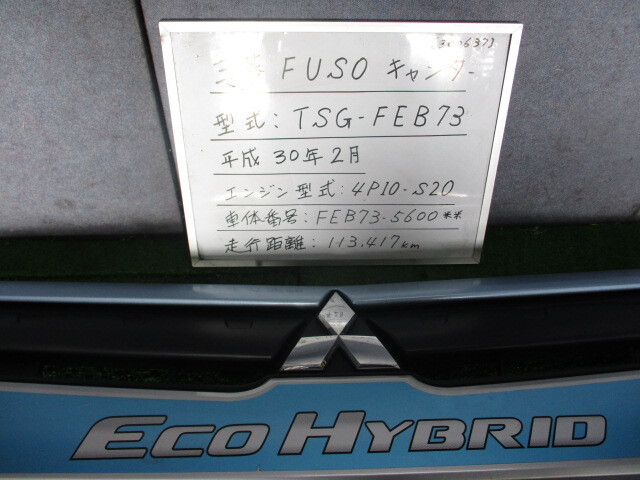 FUSO キャンター
型式:TSG-FEB73
平成30年2月
エンジン型式:4P10-S20
車体番号:FEB73-5600**
走行距離:113.417km
ECO HYBRID